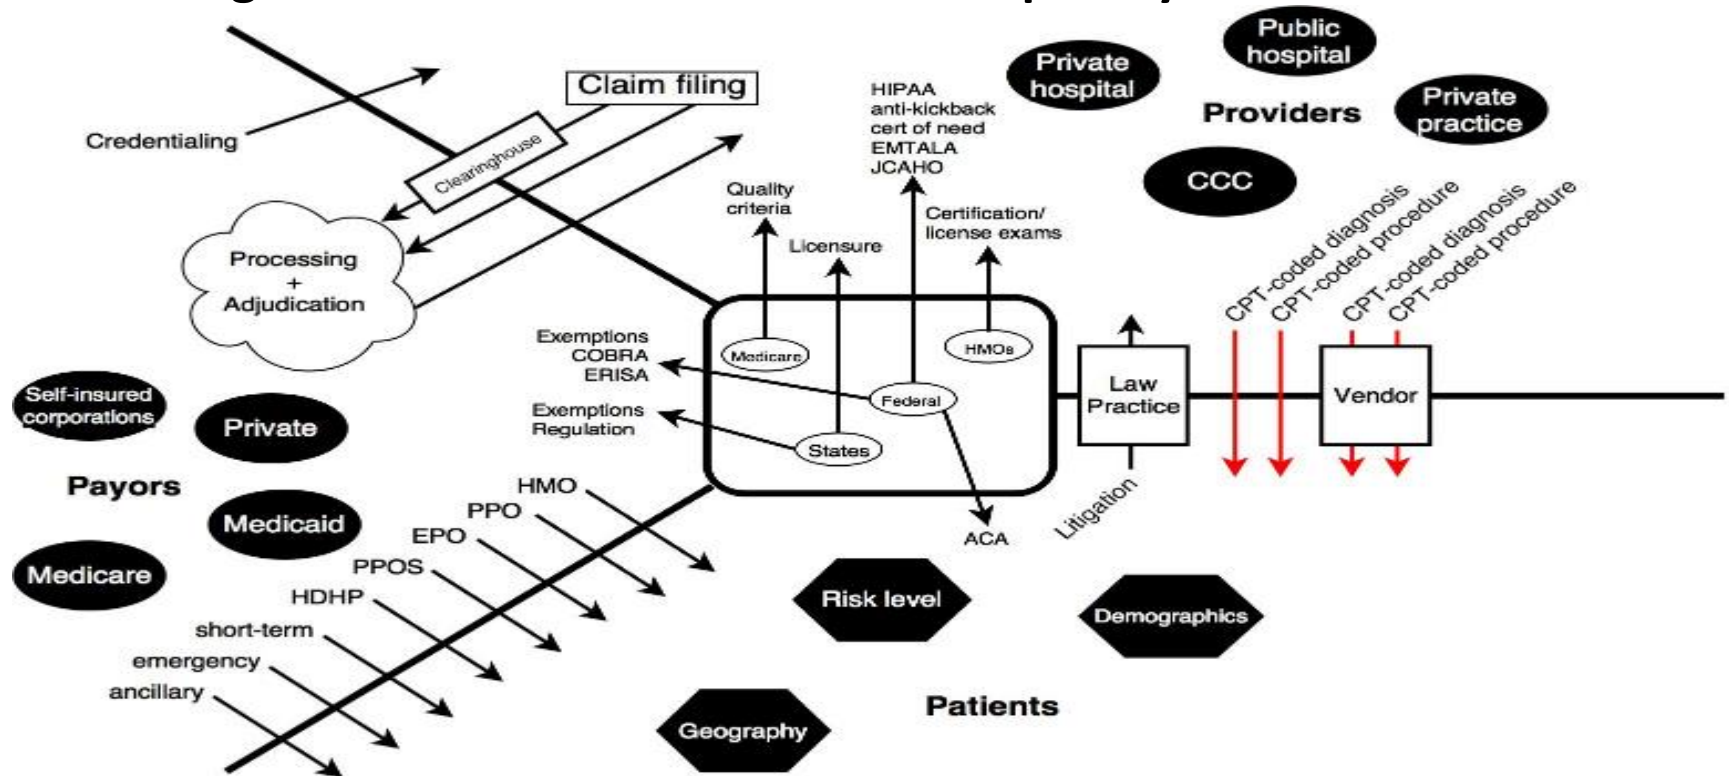 Public
hospital
Private
hospital
Providers
Private
practice
CCC
Claim filing
Clearinghouse
Credentialing
Processing
+
Adjudication
HIPAA
anti-kickback
cert of need
EMTALA
JCAHO
Quality
criteria
Licensure
Certification/
license exams
CPT-coded diagnosis
CPT-coded procedure
CPT-coded diagnosis
CPT-coded procedure
Exemptions
COBRA
ERISA
Exemptions
Regulation
Medicare
HMOs
Federal
States
Law
Practice
Vendor
Litigation
ACA
Self-insured
corporations
Private
Payors
Medicaid
Medicare
HMO
PPO
EPO
PPOS
HDHP
short-term
emergency
ancillary
Risk level
Demographics
Patients
Geography